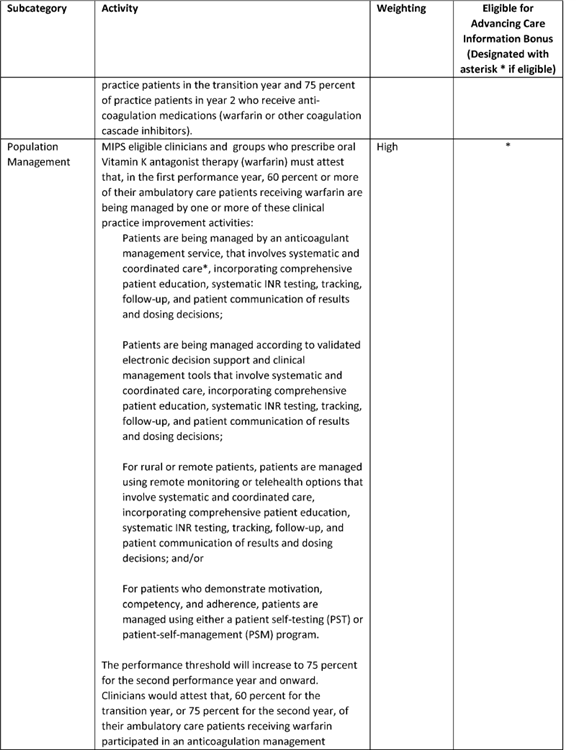 Subcategory
Activity
Weighting
Eligible for
Advancing Care
Information Bonus
(Designated with
asterisk * if eligible)
practice patients in the transition year and 75 percent
of practice patients in year 2 who receive anti-
coagulation medications (warfarin or other coagulation
cascade inhibitors).
Population
Management
MIPS eligible clinicians and groups who prescribe oral
Vitamin K antagonist therapy (warfarin) must attest
that, in the first performance year, 60 percent or more
of their ambulatory care patients receiving warfarin are
being managed by one or more of these clinical
practice improvement activities:
Patients are being managed by an anticoagulant
management service, that involves systematic and
coordinated care*, incorporating comprehensive
patient education, systematic INR testing, tracking,
follow-up, and patient communication of results
and dosing decisions;
Patients are being managed according to validated
electronic decision support and clinical
management tools that involve systematic and
coordinated care, incorporating comprehensive
patient education, systematic INR testing, tracking,
follow-up, and patient communication of results
and dosing decisions;
For rural or remote patients, patients are managed
using remote monitoring or telehealth options that
involve systematic and coordinated care,
incorporating comprehensive patient education,
systematic INR testing, tracking, follow-up, and
patient communication of results and dosing
decisions; and/or
For patients who demonstrate motivation,
competency, and adherence, patients are
managed using either a patient self-testing (PST) or
patient-self-management (PSM) program.
The performance threshold will increase to 75 percent
for the second performance year and onward.
Clinicians would attest that, 60 percent for the
transition year, or 75 percent for the second year, of
their ambulatory care patients receiving warfarin
participated in an anticoagulation management
High
*